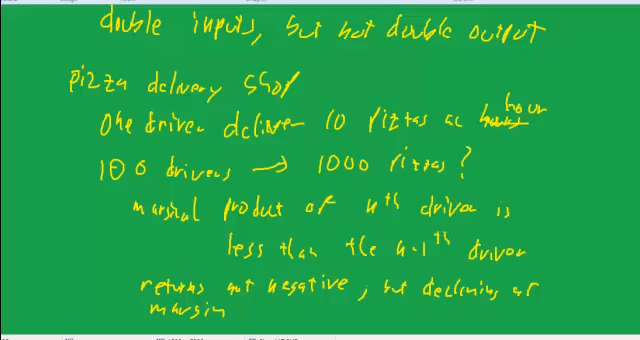 double inputs, but not double output
pizza delivery shop
One driver deliver 10 pizzas an hour
100 drivers → 1000 pizzas?
marginal product of nth driver is
less than the n-1th driver
returns not negative, but declining at
margin